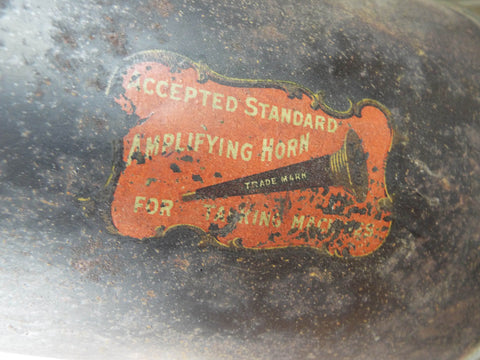 ACCEPTED STANDARD
AMPLIFYING HORN
TRADE MARK
FOR TALKING MACHINES